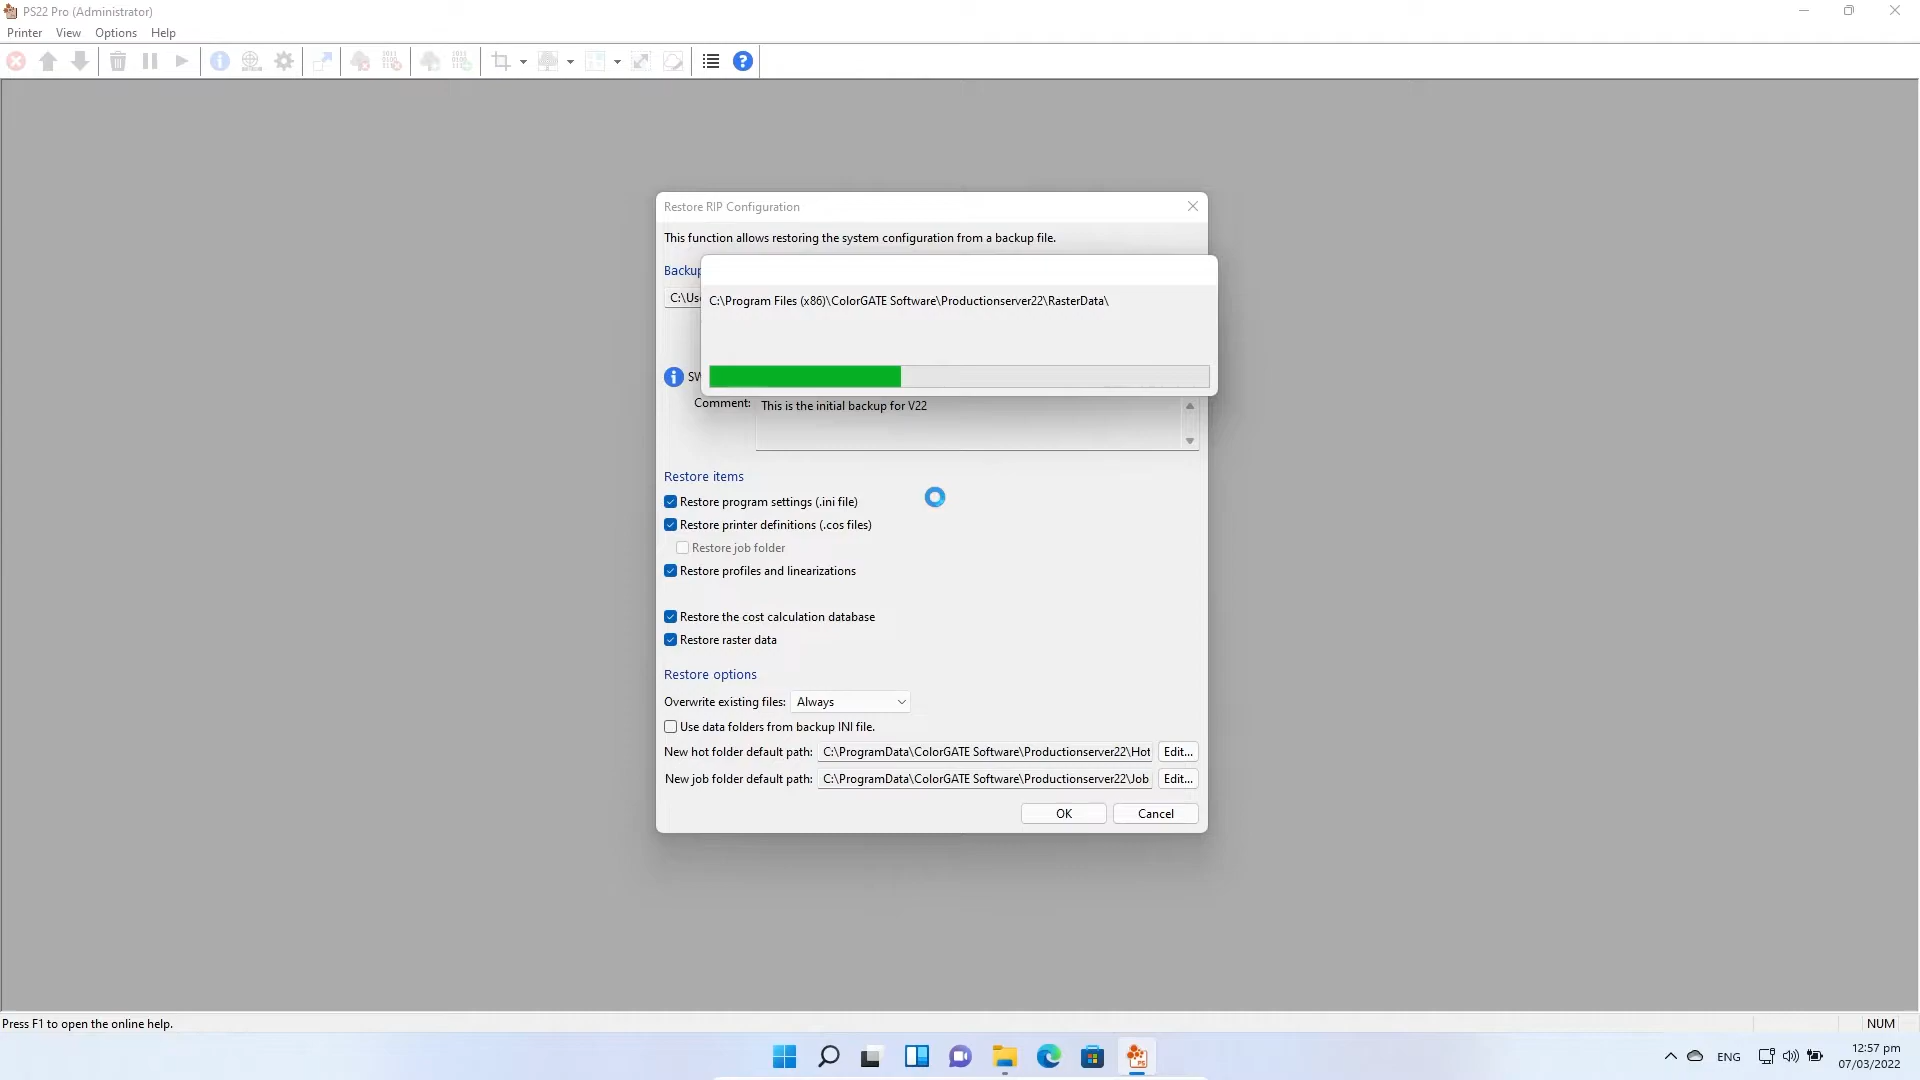 PS22 Pro (Administrator)
Printer View Options Help
Restore RIP Configuration
This function allows restoring the system configuration from a backup file.
Backup
C:\Program Files (x86)\ColorGATE Software\Productionserver22\RasterData\
Comment: This is the initial backup for V22
Restore items
Restore program settings (.ini file)
Restore printer definitions (.cos files)
Restore job folder
Restore profiles and linearizations
Restore the cost calculation database
Restore raster data
Restore options
Overwrite existing files: Always
Use data folders from backup INI file.
New hot folder default path: C:\ProgramData\ColorGATE Software\Productionserver22\Hot Edit...
New job folder default path: C:\ProgramData\ColorGATE Software\Productionserver22\Job Edit...
OK Cancel
Press F1 to open the online help.
NUM
ENG
12:57 pm
07/03/2022